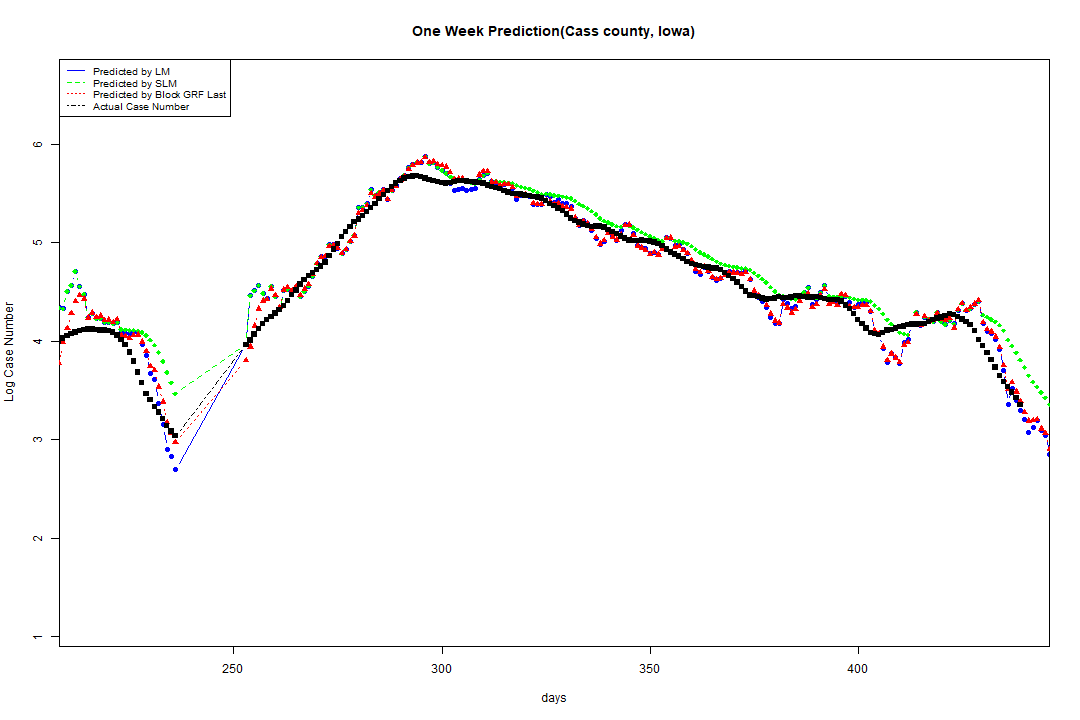 One Week Prediction(Cass county, Iowa)
Predicted by LM
Predicted by SLM
Predicted by Block GRF Last
Actual Case Number
6
5
4
3
2
1
Log Case Number
250 300 350 400
days